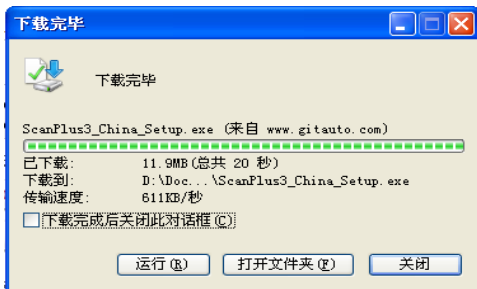 下载完毕
下载完毕
ScanPlus3_China_Setup.exe (来自 www.gitauto.com)
已下载: 11.9MB(总共 20 秒)
下载到: D:\Doc...\ScanPlus3_China_Setup.exe
传输速度: 611KB/秒
下载完成后关闭此对话框(C)
运行(R) 打开文件夹(F) 关闭